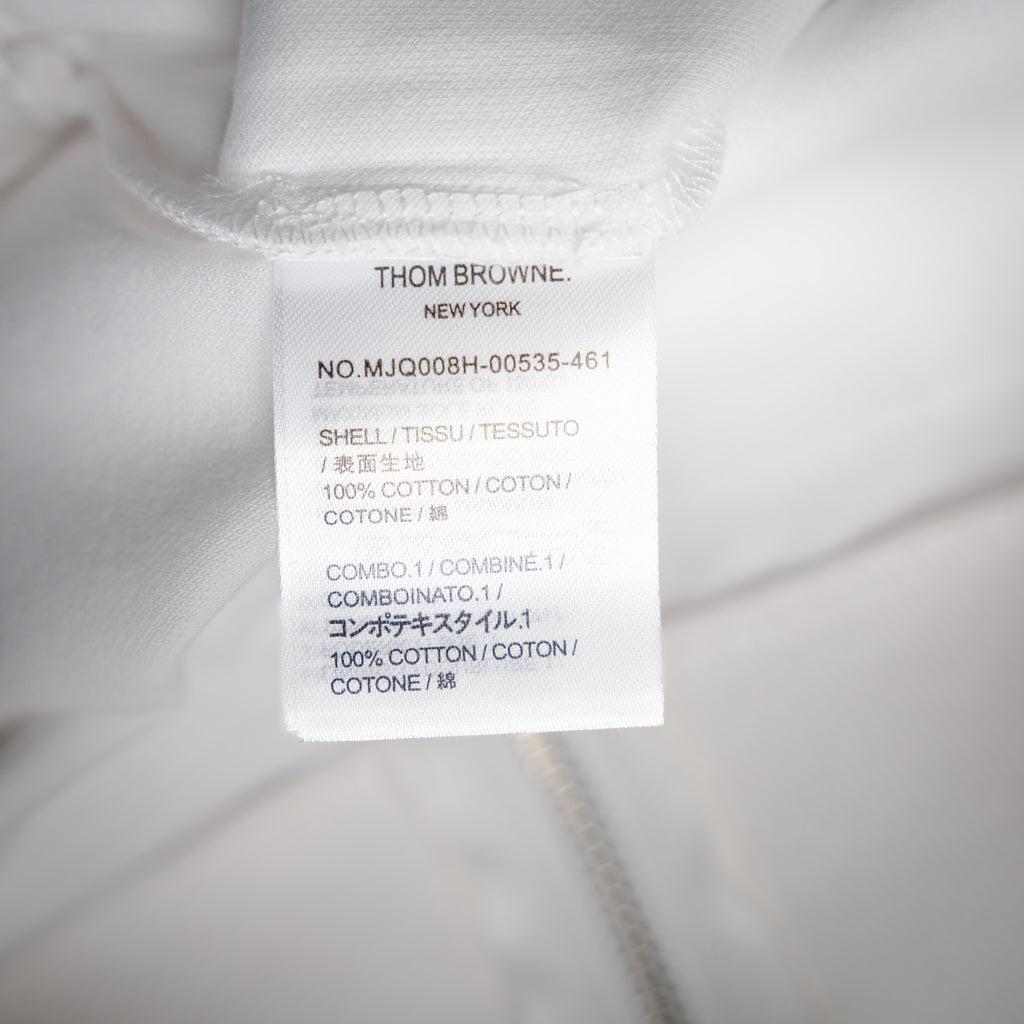 THOM BROWNE.
NEW YORK
NO.MJQ008H-00535-461
SHELL / TISSU / TESSUTO
/ 表面生地
100% COTTON / COTON /
COTONE / 綿
COMBO.1 / COMBINÉ.1 /
COMBOINATO.1 /
コンポテキスタイル.1
100% COTTON / COTON /
COTONE / 綿